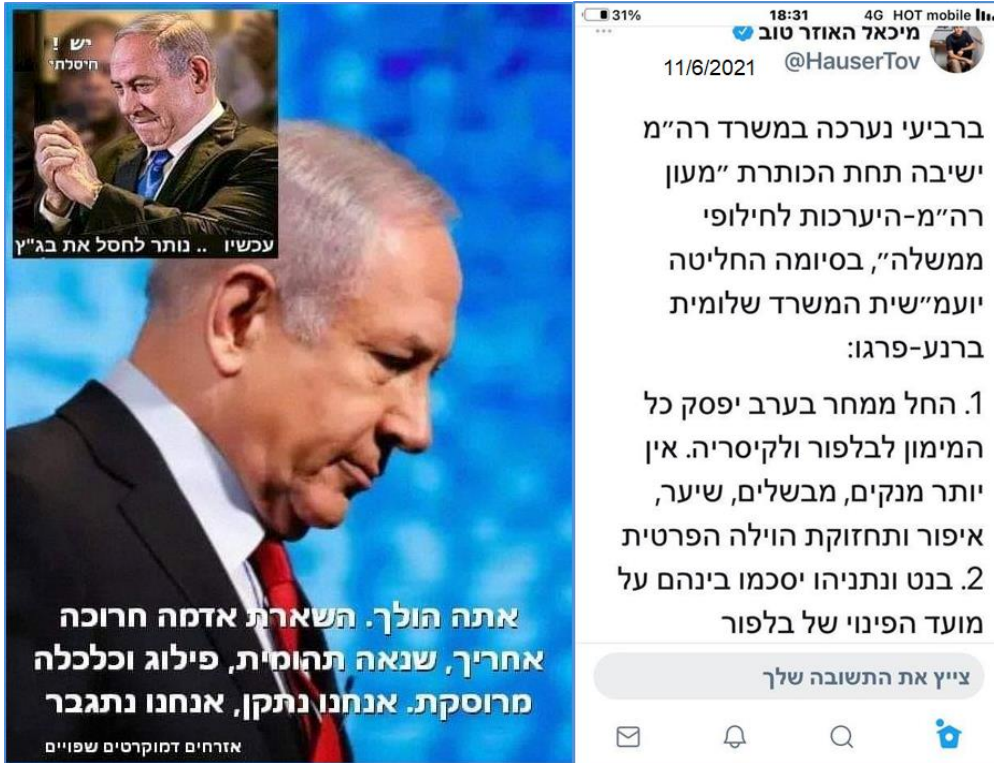 יש !
חיסלתי
עכשיו .. נותר לחסל את בג"ץ
אתה הולך. השארת אדמה חרוכה
אחריך, שנאה תהומית, פילוג וכלכלה
מרוסקת. אנחנו נתקן, אנחנו נתגבר
אזרחים דמוקרטים שפויים
31%
18:31
4G HOT mobile
מיכאל האוזר טוב
@HauserTov
11/6/2021
ברביעי נערכה במשרד רה״מ
ישיבה תחת הכותרת ״מעון
רה״מ-היערכות לחילופי
ממשלה״, בסיומה החליטה
יועמ״שית המשרד שלומית
ברנע-פרגו:
1. החל ממחר בערב יפסק כל
המימון לבלפור ולקיסריה. אין
יותר מנקים, מבשלים, שיער,
איפור ותחזוקת הוילה הפרטית
2. בנט ונתניהו יסכמו בינהם על
מועד הפינוי של בלפור
צייץ את התשובה שלך